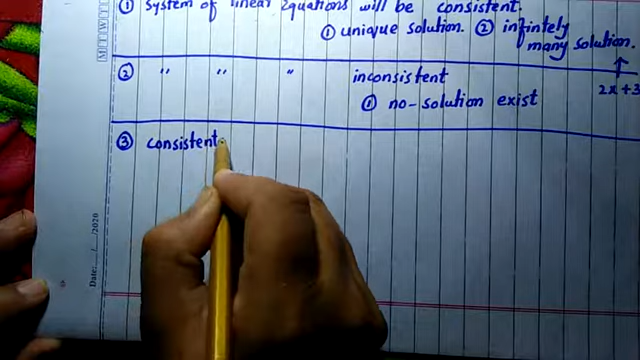 ① System of linear Equations will be consistent.
① unique solution. ② infintely
many solution.
2x+3
② " " " inconsistent
① no-solution exist
③ consistent
Date: / /2020